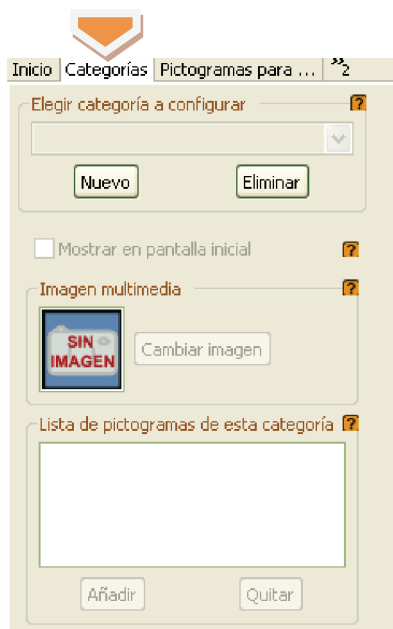 Inicio Categorías Pictogramas para ... »2
Elegir categoría a configurar ?
Nuevo Eliminar
Mostrar en pantalla inicial ?
Imagen multimedia ?
SIN
IMAGEN
Cambiar imagen
Lista de pictogramas de esta categoría ?
Añadir Quitar